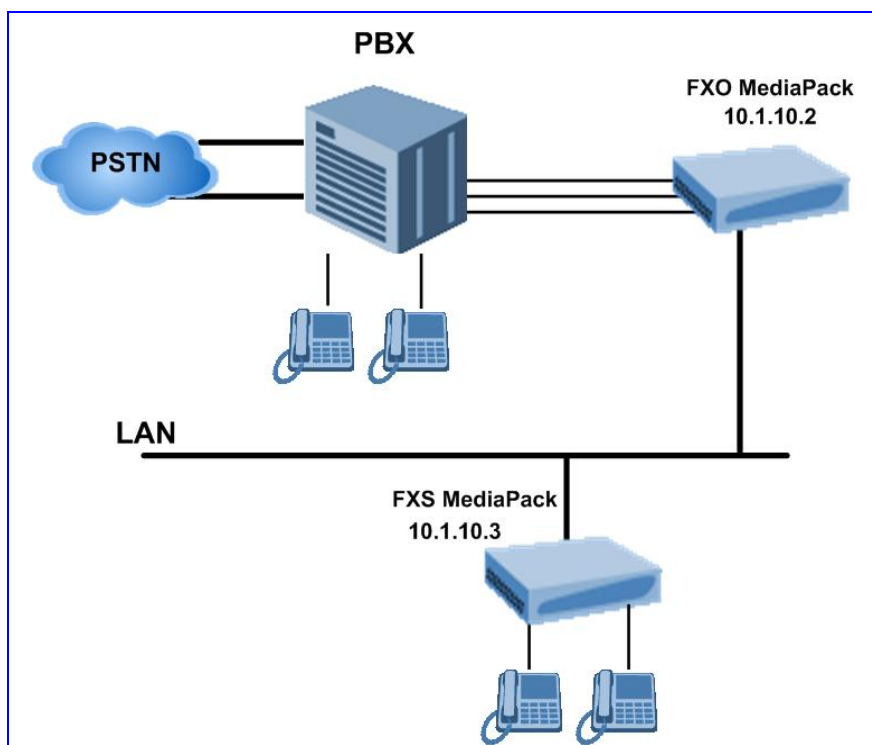 PBX
FXO MediaPack
10.1.10.2
PSTN
LAN
FXS MediaPack
10.1.10.3